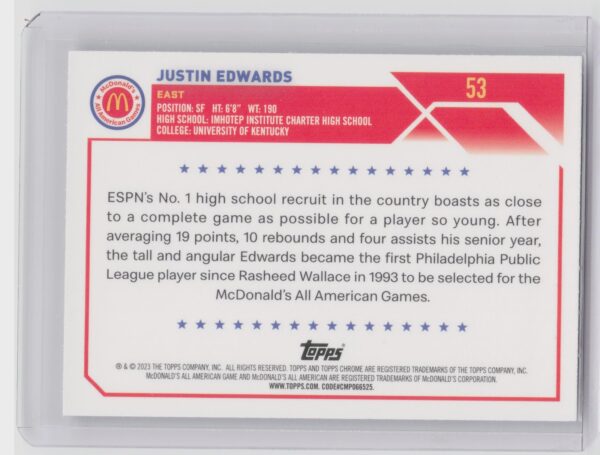 McDonald's
All American Games
JUSTIN EDWARDS
53
EAST
POSITION: SF HT: 6'8" WT: 190
HIGH SCHOOL: IMHOTEP INSTITUTE CHARTER HIGH SCHOOL
COLLEGE: UNIVERSITY OF KENTUCKY
ESPN's No. 1 high school recruit in the country boasts as close
to a complete game as possible for a player so young. After
averaging 19 points, 10 rebounds and four assists his senior year,
the tall and angular Edwards became the first Philadelphia Public
League player since Rasheed Wallace in 1993 to be selected for the
McDonald's All American Games.
Topps
® & © 2023 THE TOPPS COMPANY, INC. ALL RIGHTS RESERVED. TOPPS AND TOPPS CHROME ARE REGISTERED TRADEMARKS OF THE TOPPS COMPANY, INC.
McDONALD'S ALL AMERICAN GAME AND McDONALD'S ALL AMERICAN ARE REGISTERED TRADEMARKS OF McDONALD'S CORPORATION.
WWW.TOPPS.COM. CODE#CMP066525.